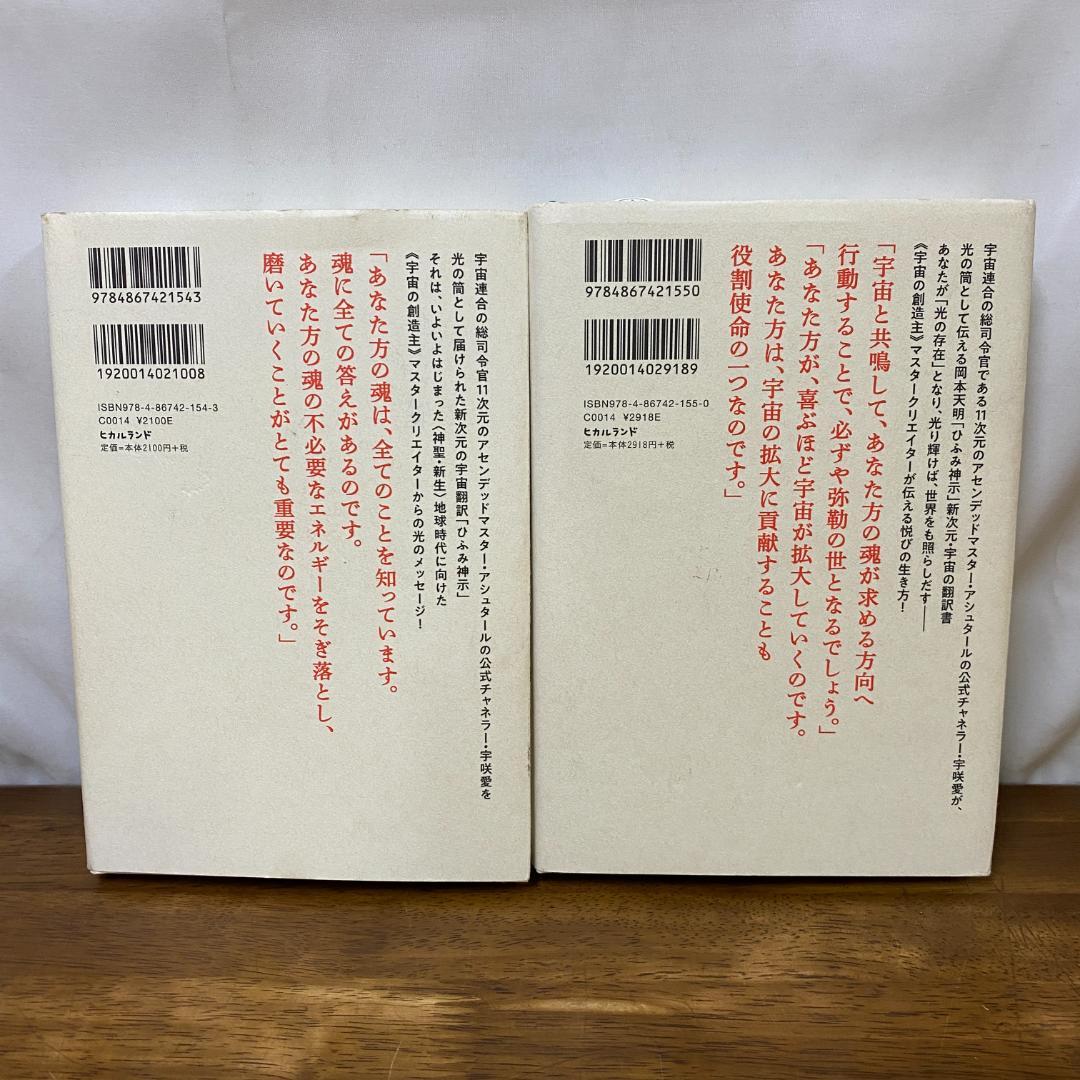 9784867421543
1920014021008
ISBN978-4-86742-154-3
C0014 ¥2100E
ヒカルランド
定価=本体2100円+税
宇宙連合の総司令官11次元のアセンデッドマスター・アシュタールの公式チャネラー・宇咲愛を
光の筒として届けられた新次元の宇宙翻訳「ひふみ神示」
それは、いよいよはじまった〈神聖・新生〉地球時代に向けた
《宇宙の創造主》マスタークリエイターからの光のメッセージ!
「あなた方の魂は、全てのことを知っています。
魂に全ての答えがあるのです。
あなた方の魂の不必要なエネルギーをそぎ落とし、
磨いていくことがとても重要なのです。」
9784867421550
1920014029189
ISBN978-4-86742-155-0
C0014 ¥2918E
ヒカルランド
定価=本体2918円+税
宇宙連合の総司令官である11次元のアセンデッドマスター・アシュタールの公式チャネラー・宇咲愛が、
光の筒として伝える岡本天明「ひふみ神示」新次元・宇宙の翻訳書
あなたが「光の存在」となり、光り輝けば、世界をも照らしだす――
《宇宙の創造主》マスタークリエイターが伝える悦びの生き方!
「宇宙と共鳴して、あなた方の魂が求める方向へ
行動することで、必ずや弥勒の世となるでしょう。」
「あなた方が、喜ぶほど宇宙が拡大していくのです。
あなた方は、宇宙の拡大に貢献することも
役割使命の一つなのです。」